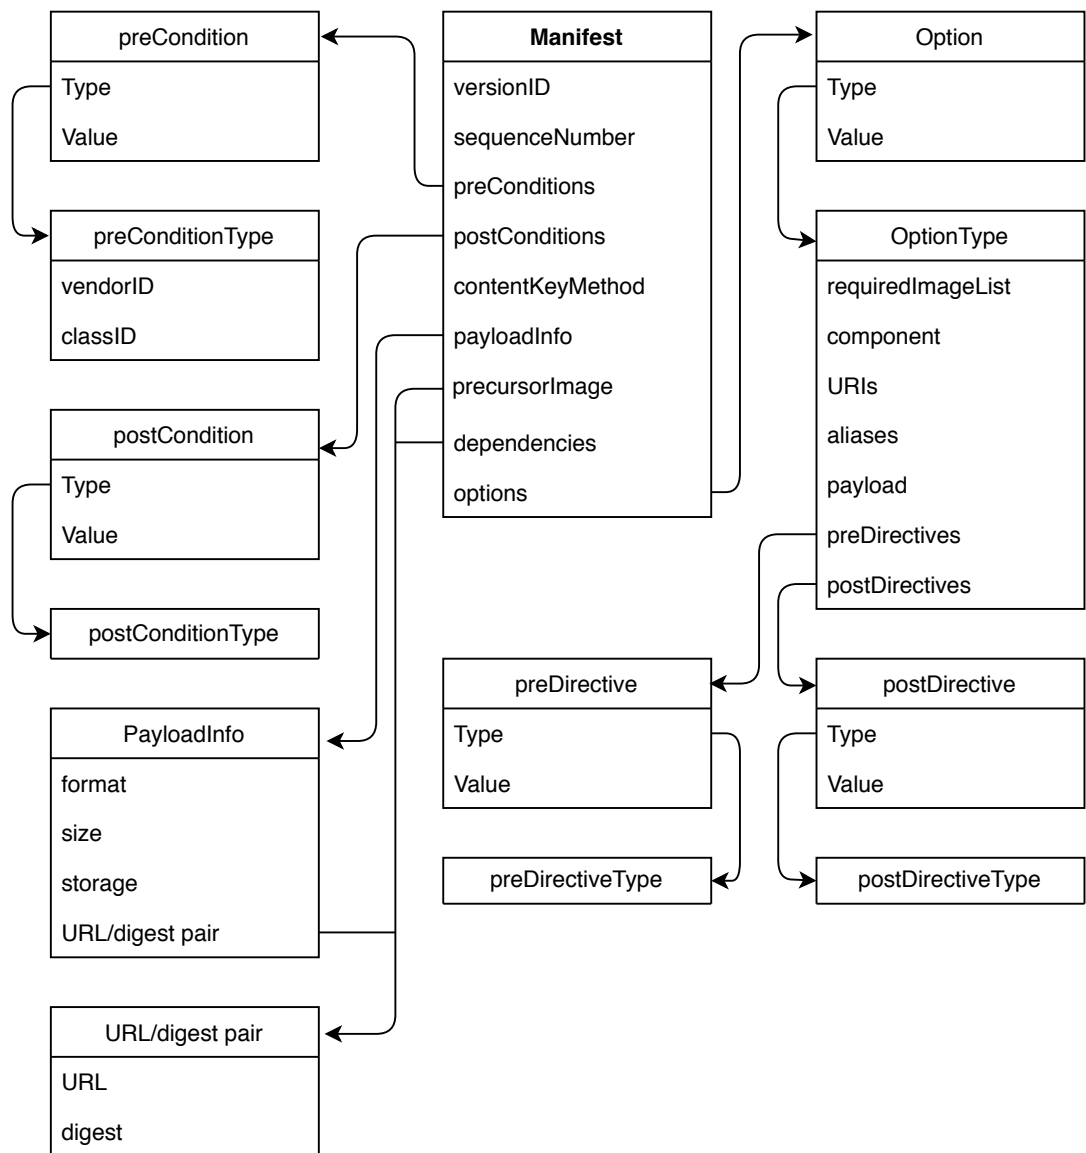 preCondition
Type
Value
preConditionType
vendorID
classID
postCondition
Type
Value
postConditionType
PayloadInfo
format
size
storage
URL/digest pair
URL/digest pair
URL
digest
Manifest
versionID
sequenceNumber
preConditions
postConditions
contentKeyMethod
payloadInfo
precursorImage
dependencies
options
preDirective
Type
Value
preDirectiveType
Option
Type
Value
OptionType
requiredImageList
component
URIs
aliases
payload
preDirectives
postDirectives
postDirective
Type
Value
postDirectiveType